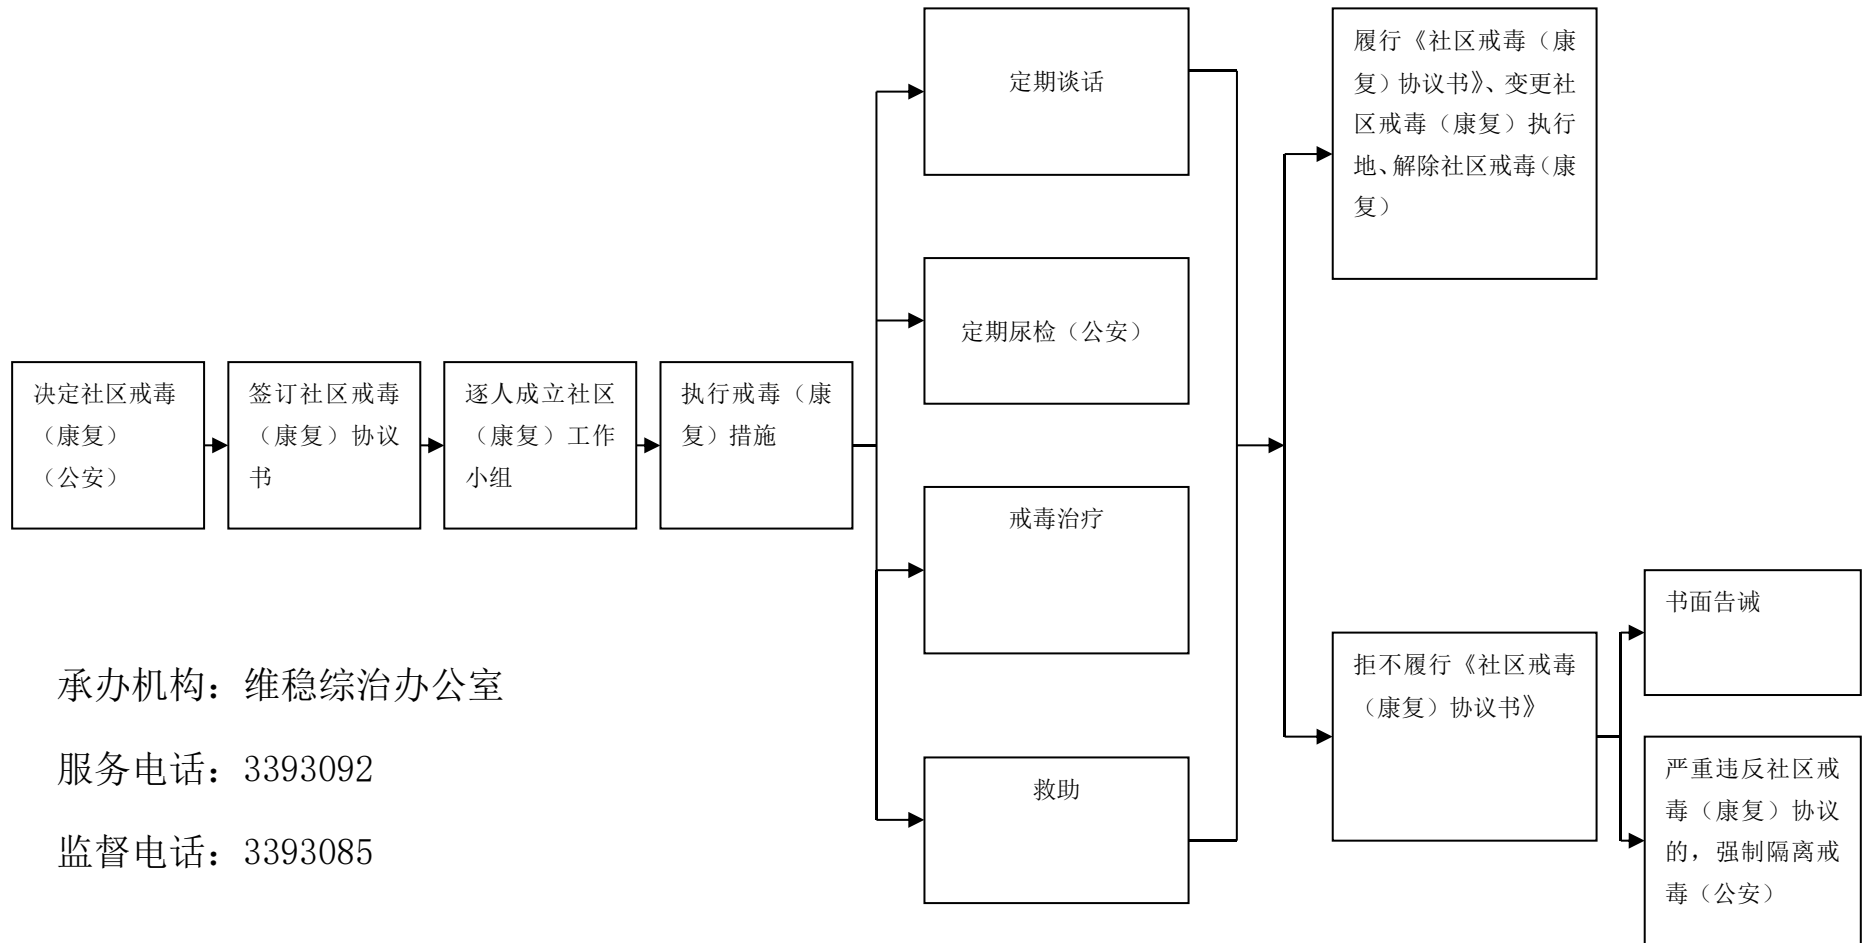 决定社区戒毒
（康复）
（公安）
签订社区戒毒
（康复）协议
书
逐人成立社区
（康复）工作
小组
执行戒毒（康
复）措施
定期谈话
定期尿检（公安）
戒毒治疗
救助
履行《社区戒毒（康
复）协议书》、变更社
区戒毒（康复）执行
地、解除社区戒毒（康
复）
拒不履行《社区戒毒
（康复）协议书》
书面告诫
严重违反社区戒
毒（康复）协议
的，强制隔离戒
毒（公安）
承办机构：维稳综治办公室
服务电话：3393092
监督电话：3393085